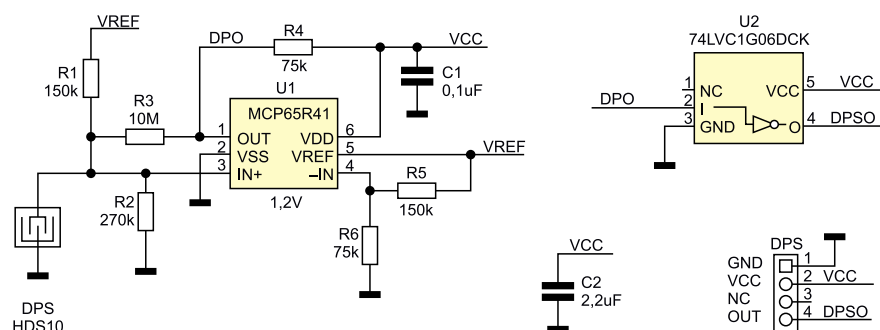 VREF
R1
150k
R3
10M
DPO
R4
75k
VCC
C1
0,1uF
U1
MCP65R41
1 OUT VDD 6
2 VSS VREF 5
3 IN+ –IN 4
1,2V
VREF
R2
270k
R5
150k
R6
75k
DPS
HDS10
U2
74LVC1G06DCK
1 NC VCC 5 VCC
DPO 2 I O 4 DPSO
3 GND
VCC
C2
2,2uF
DPS
GND 1
VCC 2 VCC
NC 3
OUT 4 DPSO